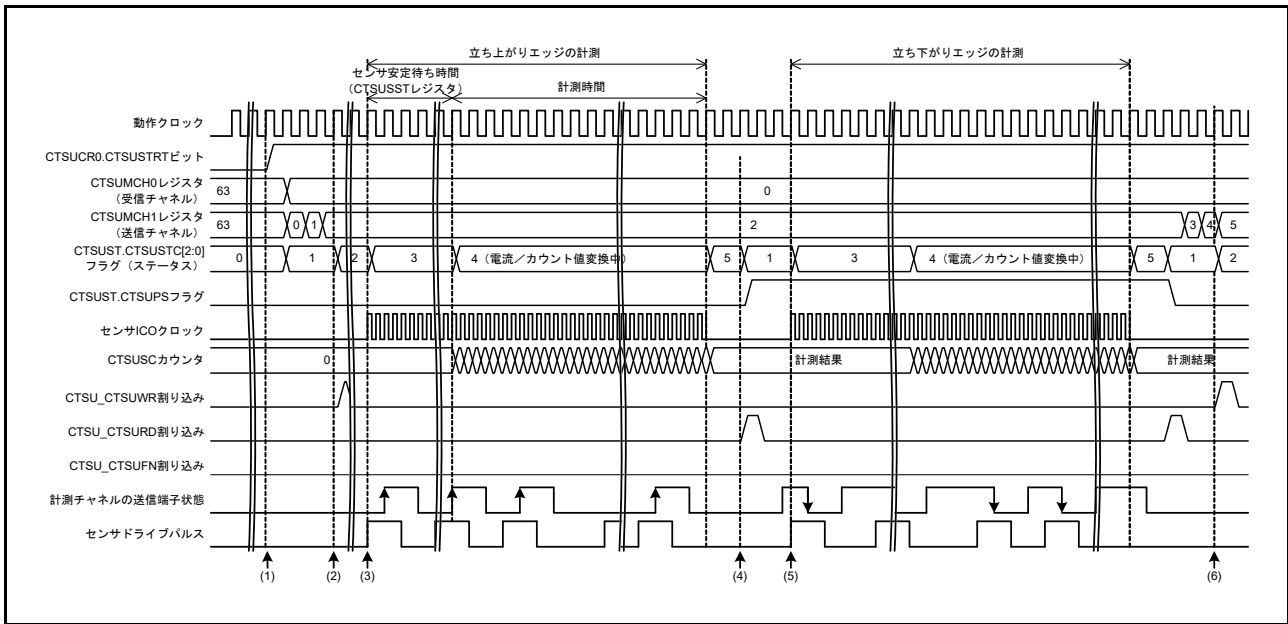 立ち上がりエッジの計測
立ち下がりエッジの計測
センサ安定待ち時間
(CTSUSSTレジスタ)
計測時間
動作クロック
CTSUCR0.CTSUSTRTビット
CTSUMCH0レジスタ
(受信チャネル)
63
0
CTSUMCH1レジスタ
(送信チャネル)
63
0
1
2
3
4
5
CTSUST.CTSUSTC[2:0]
フラグ(ステータス)
0
1
2
3
4(電流/カウント値変換中)
5
1
3
4(電流/カウント値変換中)
5
1
2
CTSUST.CTSUPSフラグ
センサICOクロック
CTSUSCカウンタ
0
計測結果
計測結果
CTSU_CTSUWR割り込み
CTSU_CTSURD割り込み
CTSU_CTSUFN割り込み
計測チャネルの送信端子状態
センサドライブパルス
(1)
(2)
(3)
(4)
(5)
(6)